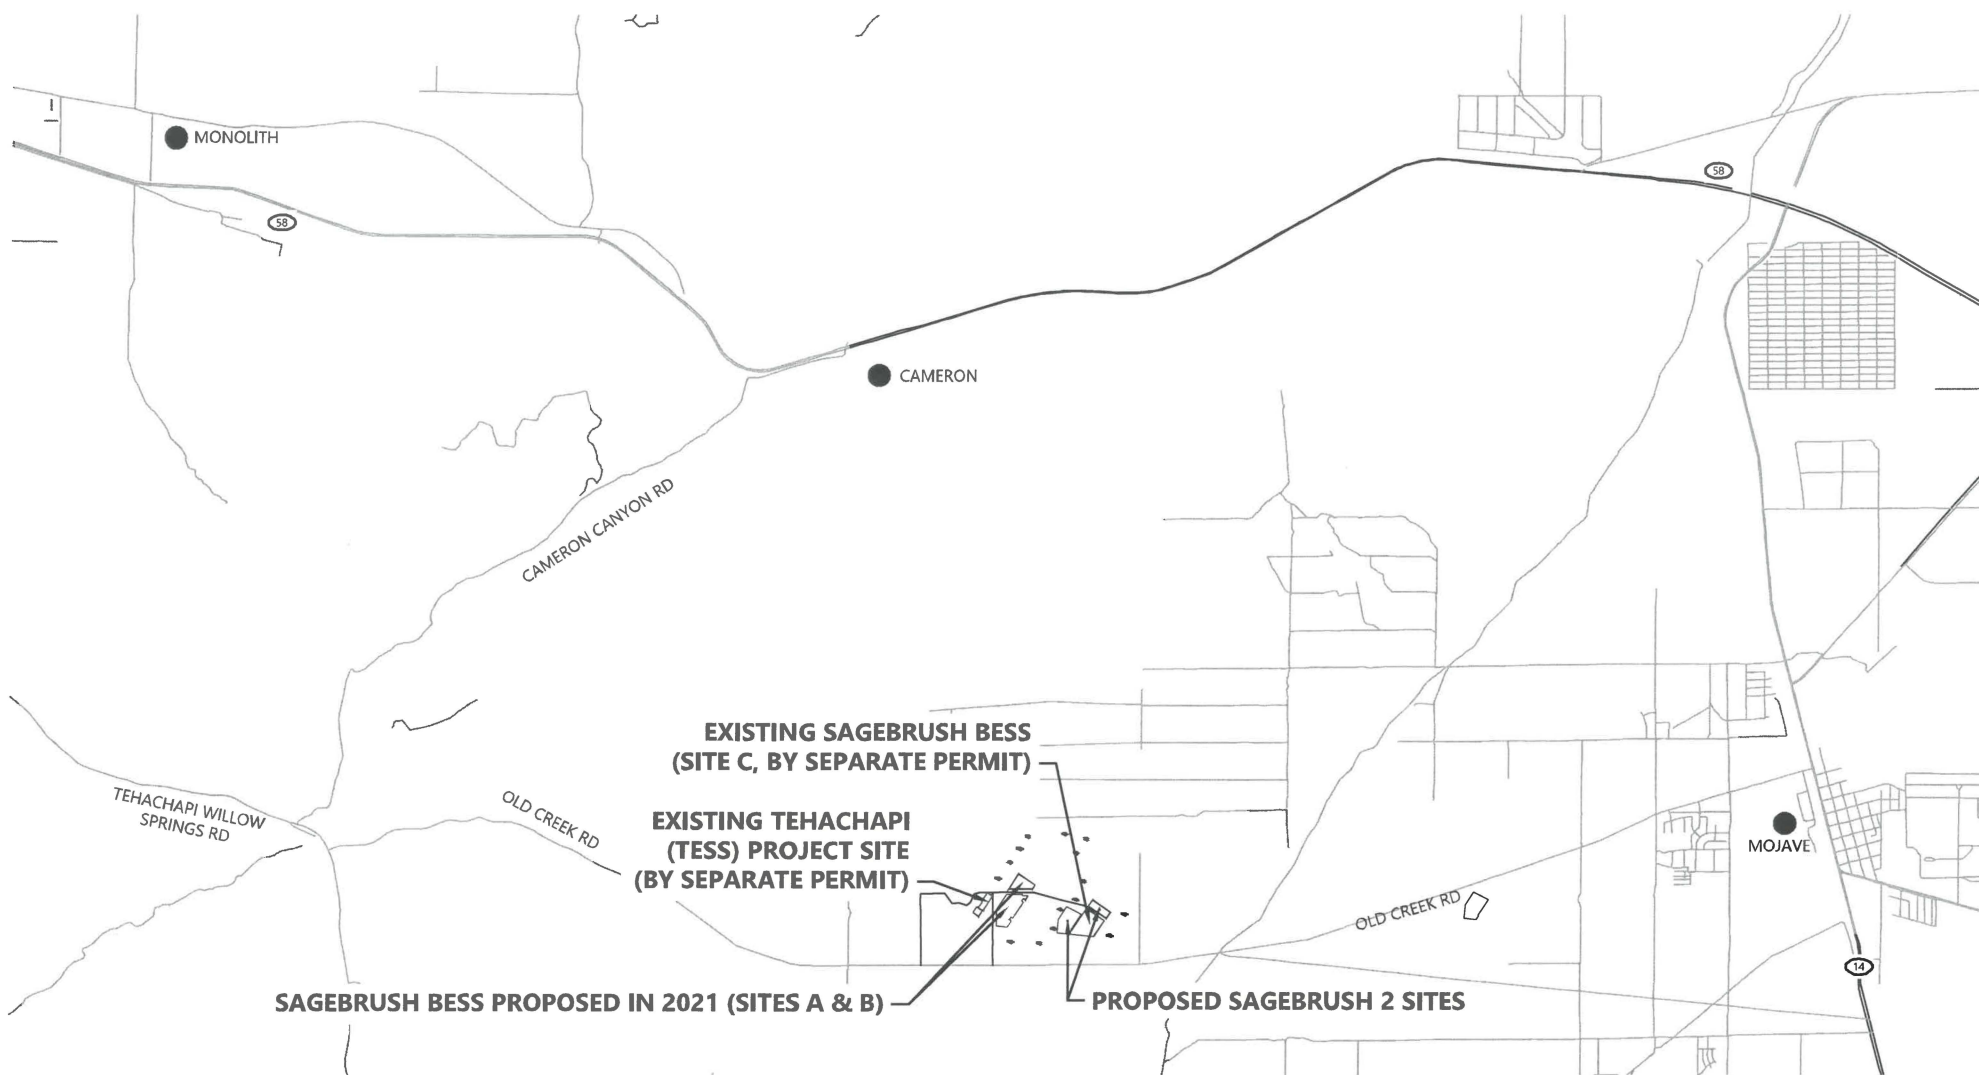 MONOLITH
58
58
CAMERON
CAMERON CANYON RD
EXISTING SAGEBRUSH BESS
(SITE C, BY SEPARATE PERMIT)
TEHACHAPI WILLOW
SPRINGS RD
OLD CREEK RD
EXISTING TEHACHAPI
(TESS) PROJECT SITE
(BY SEPARATE PERMIT)
MOJAVE
OLD CREEK RD
14
SAGEBRUSH BESS PROPOSED IN 2021 (SITES A & B)
PROPOSED SAGEBRUSH 2 SITES